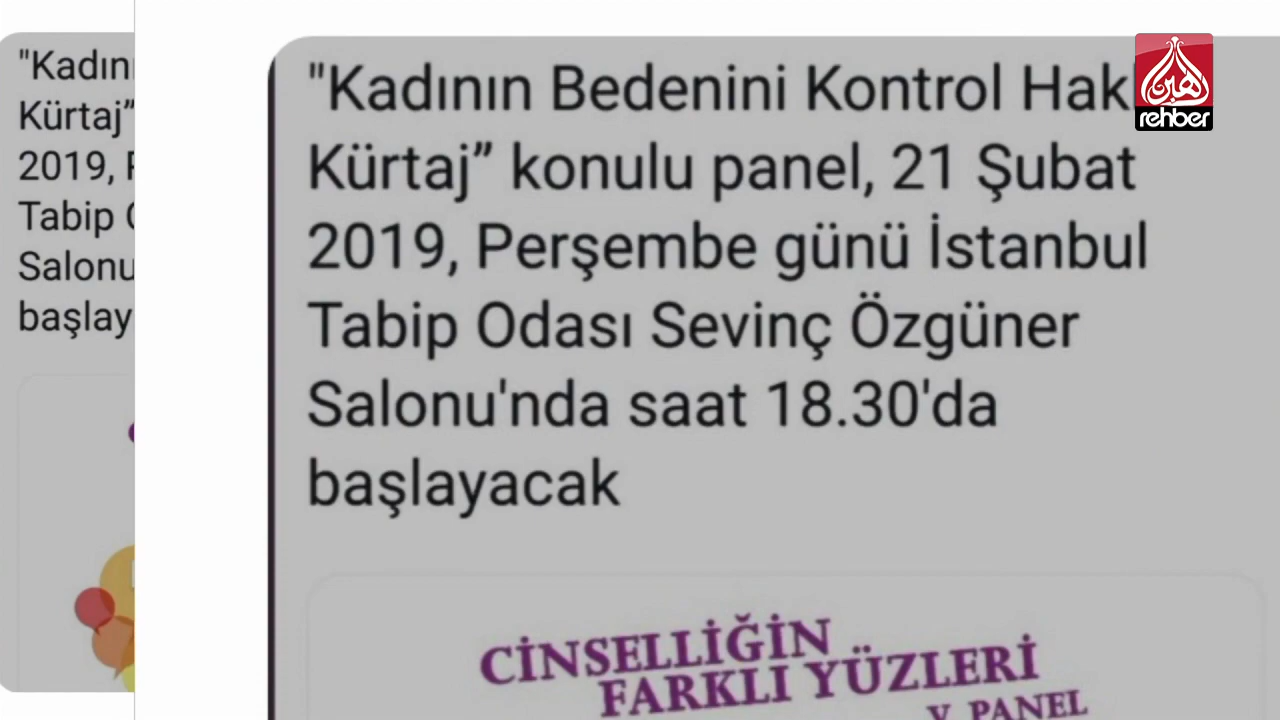 "Kadın
Kürtaj”
2019,
Tabip
Salonu
başlay
"Kadının Bedenini Kontrol Hak
Kürtaj” konulu panel, 21 Şubat
2019, Perşembe günü İstanbul
Tabip Odası Sevinç Özgüner
Salonu'nda saat 18.30'da
başlayacak
CİNSELLİĞİN
FARKLI YÜZLERİ
V. PANEL
rehber